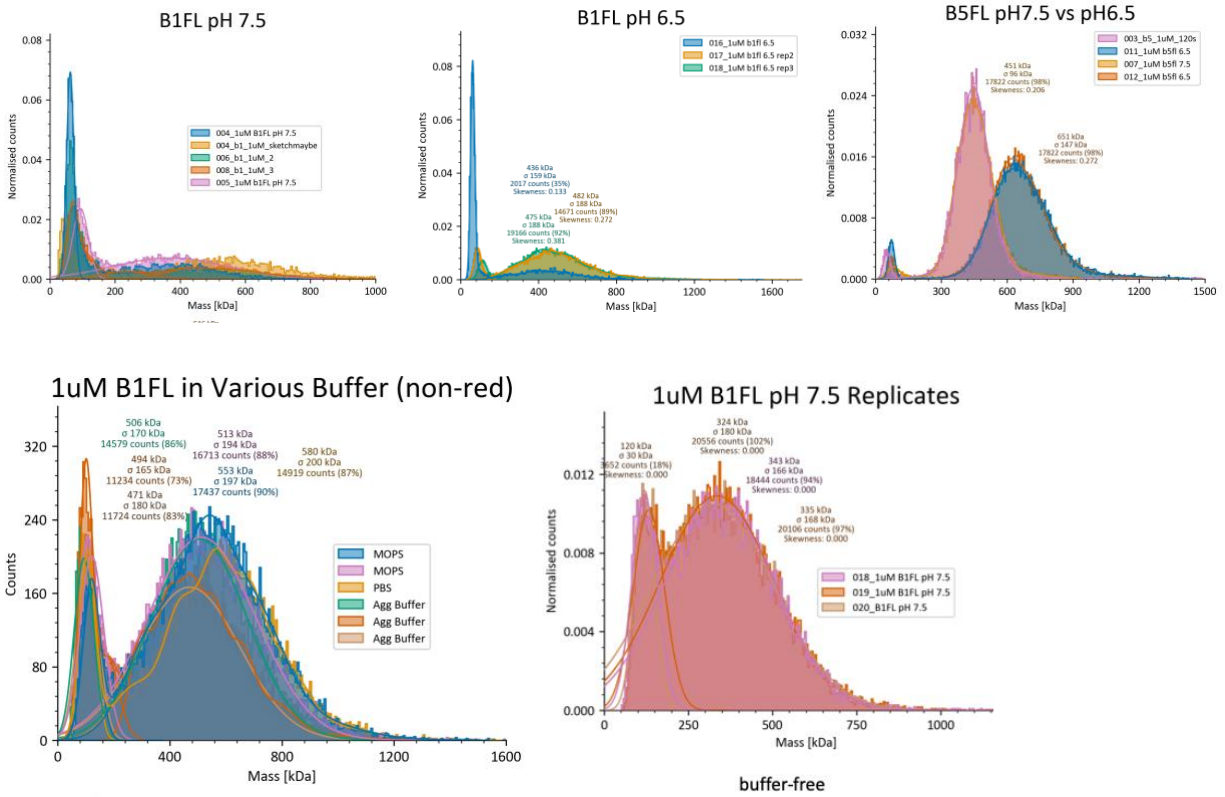 B1FL pH 7.5
0.08
0.06
0.04
0.02
0.00
Normalised counts
004_1uM B1FL pH 7.5
004_b1_1uM_sketchmaybe
006_b1_1uM_2
008_b1_1uM_3
005_1uM b1FL pH 7.5
0 200 400 600 800 1000
Mass [kDa]
B1FL pH 6.5
0.08
0.06
0.04
0.02
0.00
Normalised counts
016_1uM b1fl 6.5
017_1uM b1fl 6.5 rep2
018_1uM b1fl 6.5 rep3
436 kDa
σ 159 kDa
2017 counts (35%)
Skewness: 0.133
482 kDa
σ 188 kDa
14671 counts (89%)
Skewness: 0.272
475 kDa
σ 188 kDa
19166 counts (92%)
Skewness: 0.381
0 400 800 1200 1600
Mass [kDa]
B5FL pH7.5 vs pH6.5
0.032
0.024
0.016
0.008
0.000
Normalised counts
003_b5_1uM_120s
011_1uM b5fl 6.5
007_1uM b5fl 7.5
012_1uM b5fl 6.5
451 kDa
σ 96 kDa
17822 counts (98%)
Skewness: 0.206
651 kDa
σ 147 kDa
17822 counts (98%)
Skewness: 0.272
0 300 600 900 1200 1500
Mass [kDa]
1uM B1FL in Various Buffer (non-red)
320
240
160
80
0
Counts
506 kDa
σ 170 kDa
14579 counts (86%)
494 kDa
σ 165 kDa
11234 counts (73%)
471 kDa
σ 180 kDa
11724 counts (83%)
513 kDa
σ 194 kDa
16713 counts (88%)
553 kDa
σ 197 kDa
17437 counts (90%)
580 kDa
σ 200 kDa
14919 counts (87%)
MOPS
MOPS
PBS
Agg Buffer
Agg Buffer
Agg Buffer
0 400 800 1200 1600
Mass [kDa]
1uM B1FL pH 7.5 Replicates
0.012
0.008
0.004
0.000
Normalised counts
120 kDa
σ 30 kDa
3652 counts (18%)
Skewness: 0.000
324 kDa
σ 180 kDa
20556 counts (102%)
Skewness: 0.000
343 kDa
σ 166 kDa
18444 counts (94%)
Skewness: 0.000
335 kDa
σ 168 kDa
20106 counts (97%)
Skewness: 0.000
018_1uM B1FL pH 7.5
019_1uM B1FL pH 7.5
020_B1FL pH 7.5
0 250 500 750 1000
Mass [kDa]
buffer-free